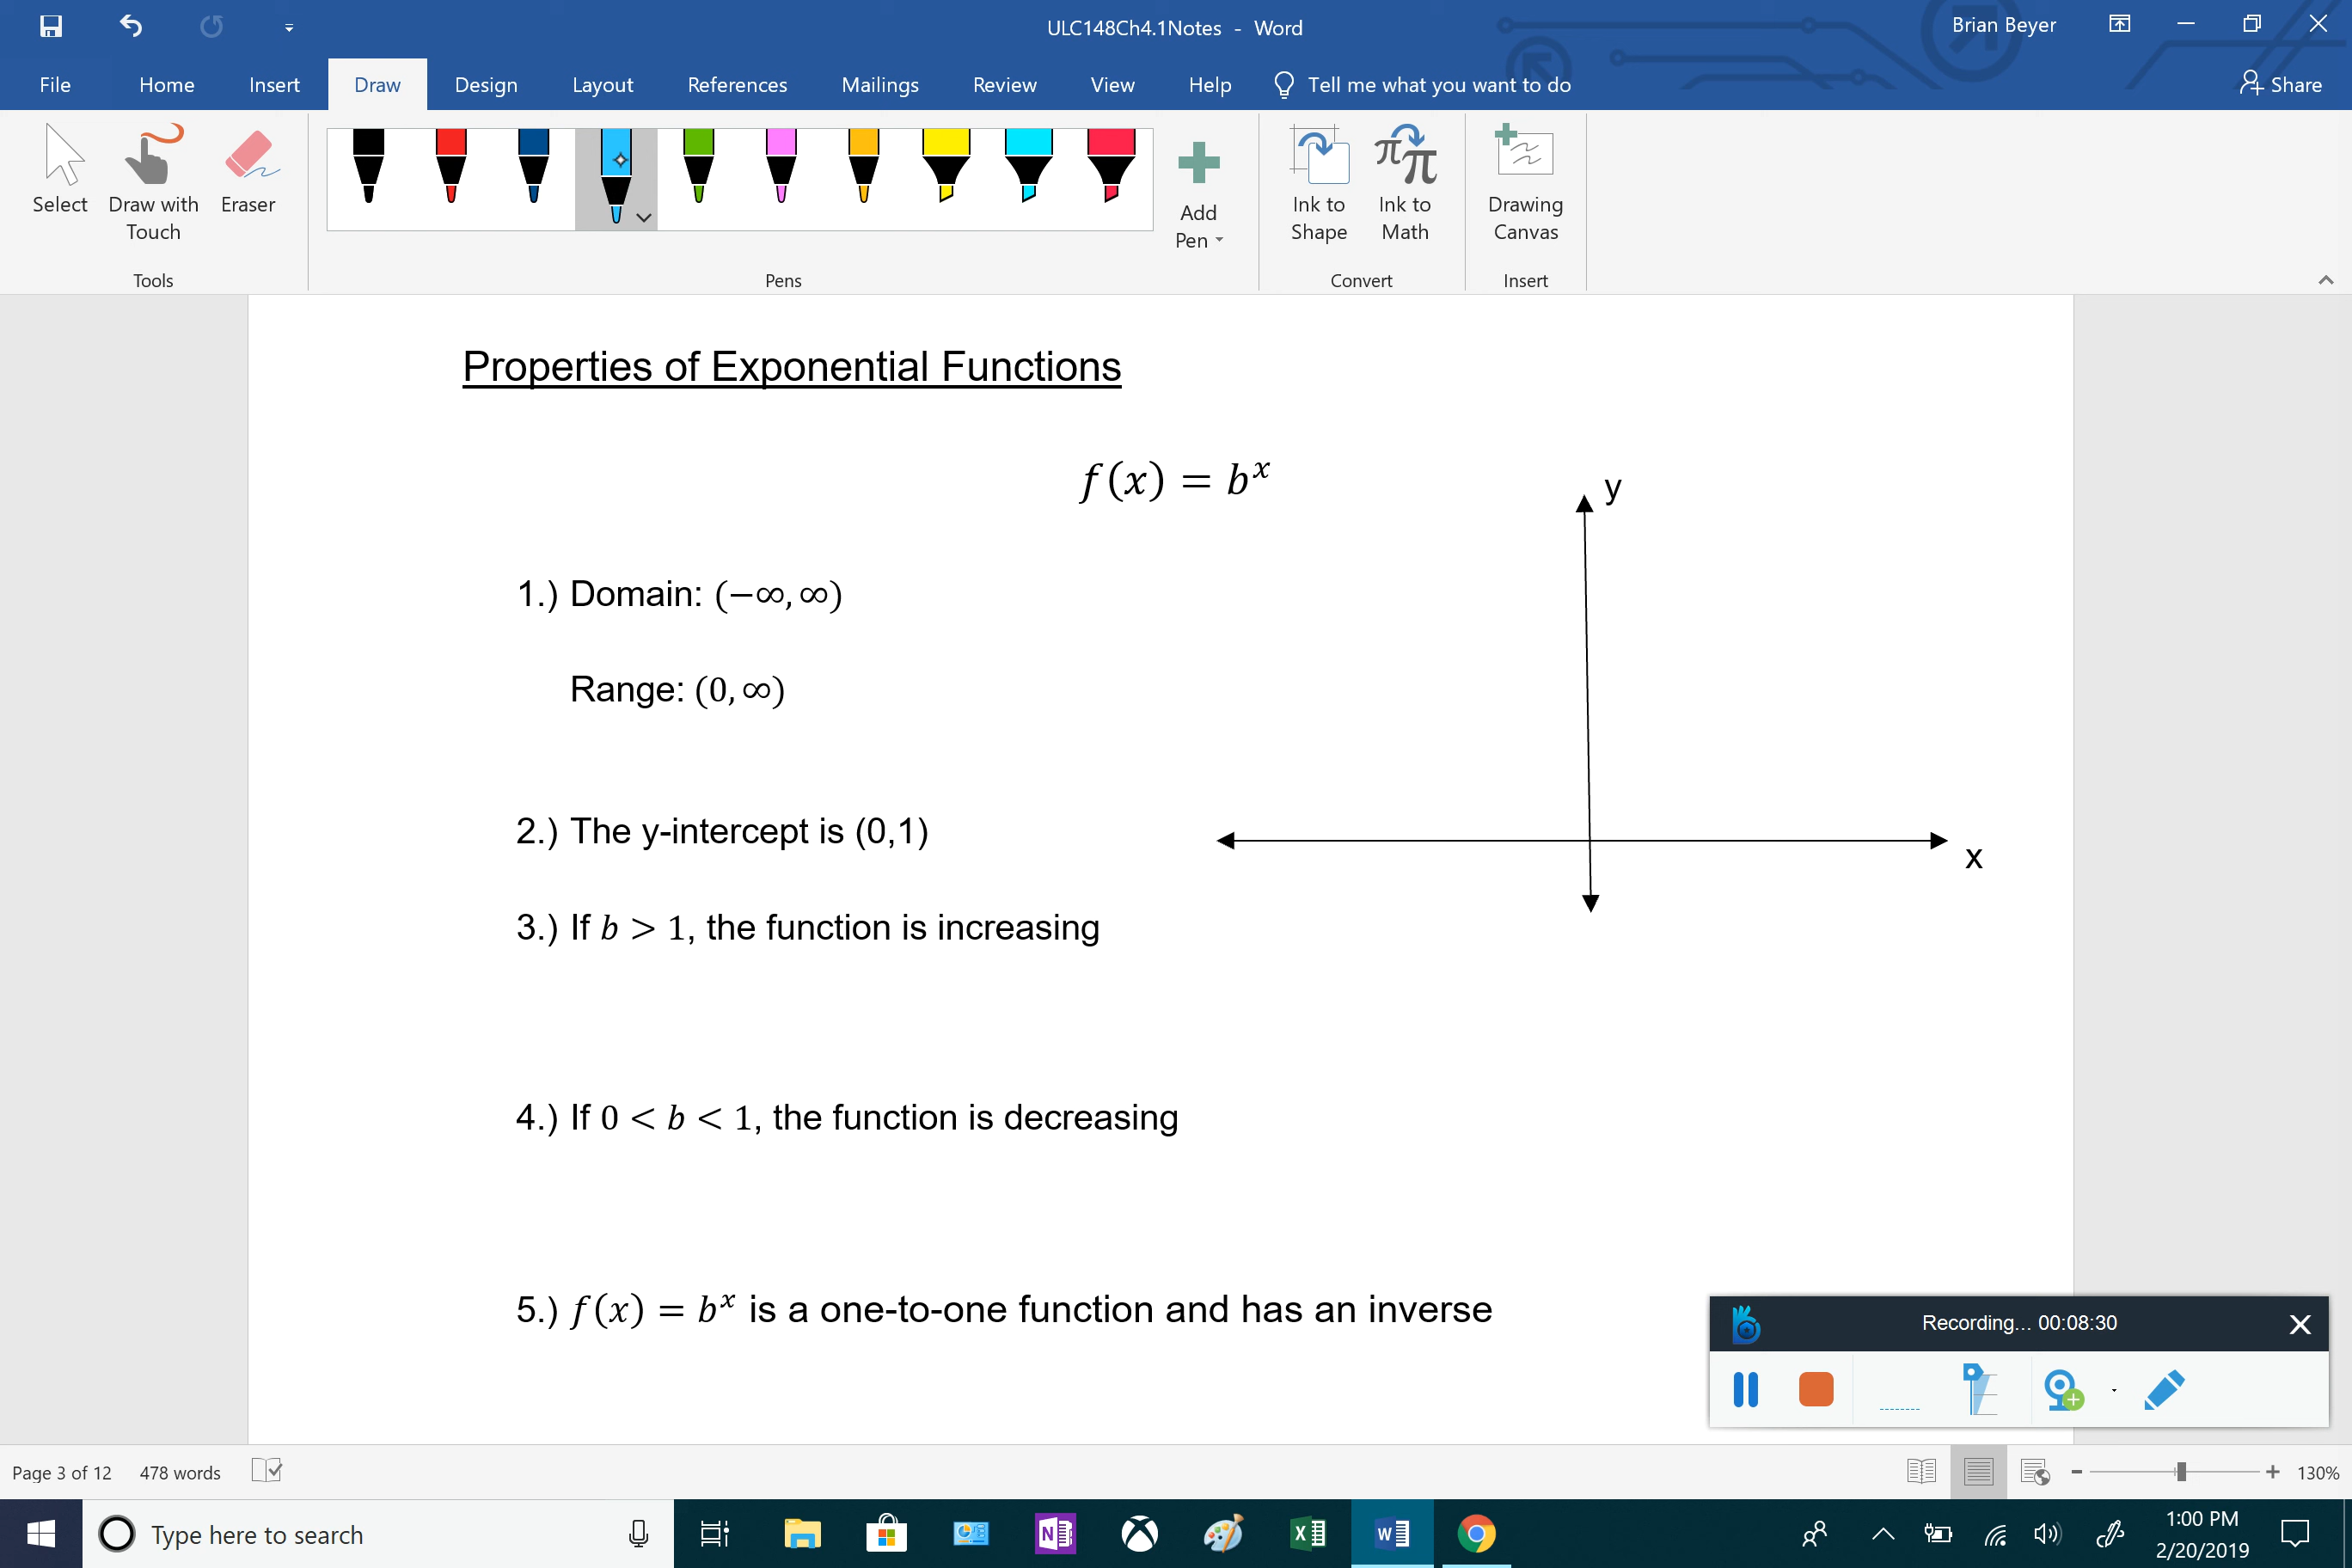 ULC148Ch4.1Notes - Word
Brian Beyer
File Home Insert Draw Design Layout References Mailings Review View Help Tell me what you want to do Share
Select Draw with Touch Eraser Add Pen Ink to Shape Ink to Math Drawing Canvas
Tools Pens Convert Insert
Properties of Exponential Functions
f(x) = bˣ
y
1.) Domain: (−∞, ∞)
Range: (0, ∞)
2.) The y-intercept is (0,1)
x
3.) If b > 1, the function is increasing
4.) If 0 < b < 1, the function is decreasing
5.) f(x) = bˣ is a one-to-one function and has an inverse
Recording... 00:08:30
Page 3 of 12 478 words 130%
Type here to search
1:00 PM
2/20/2019